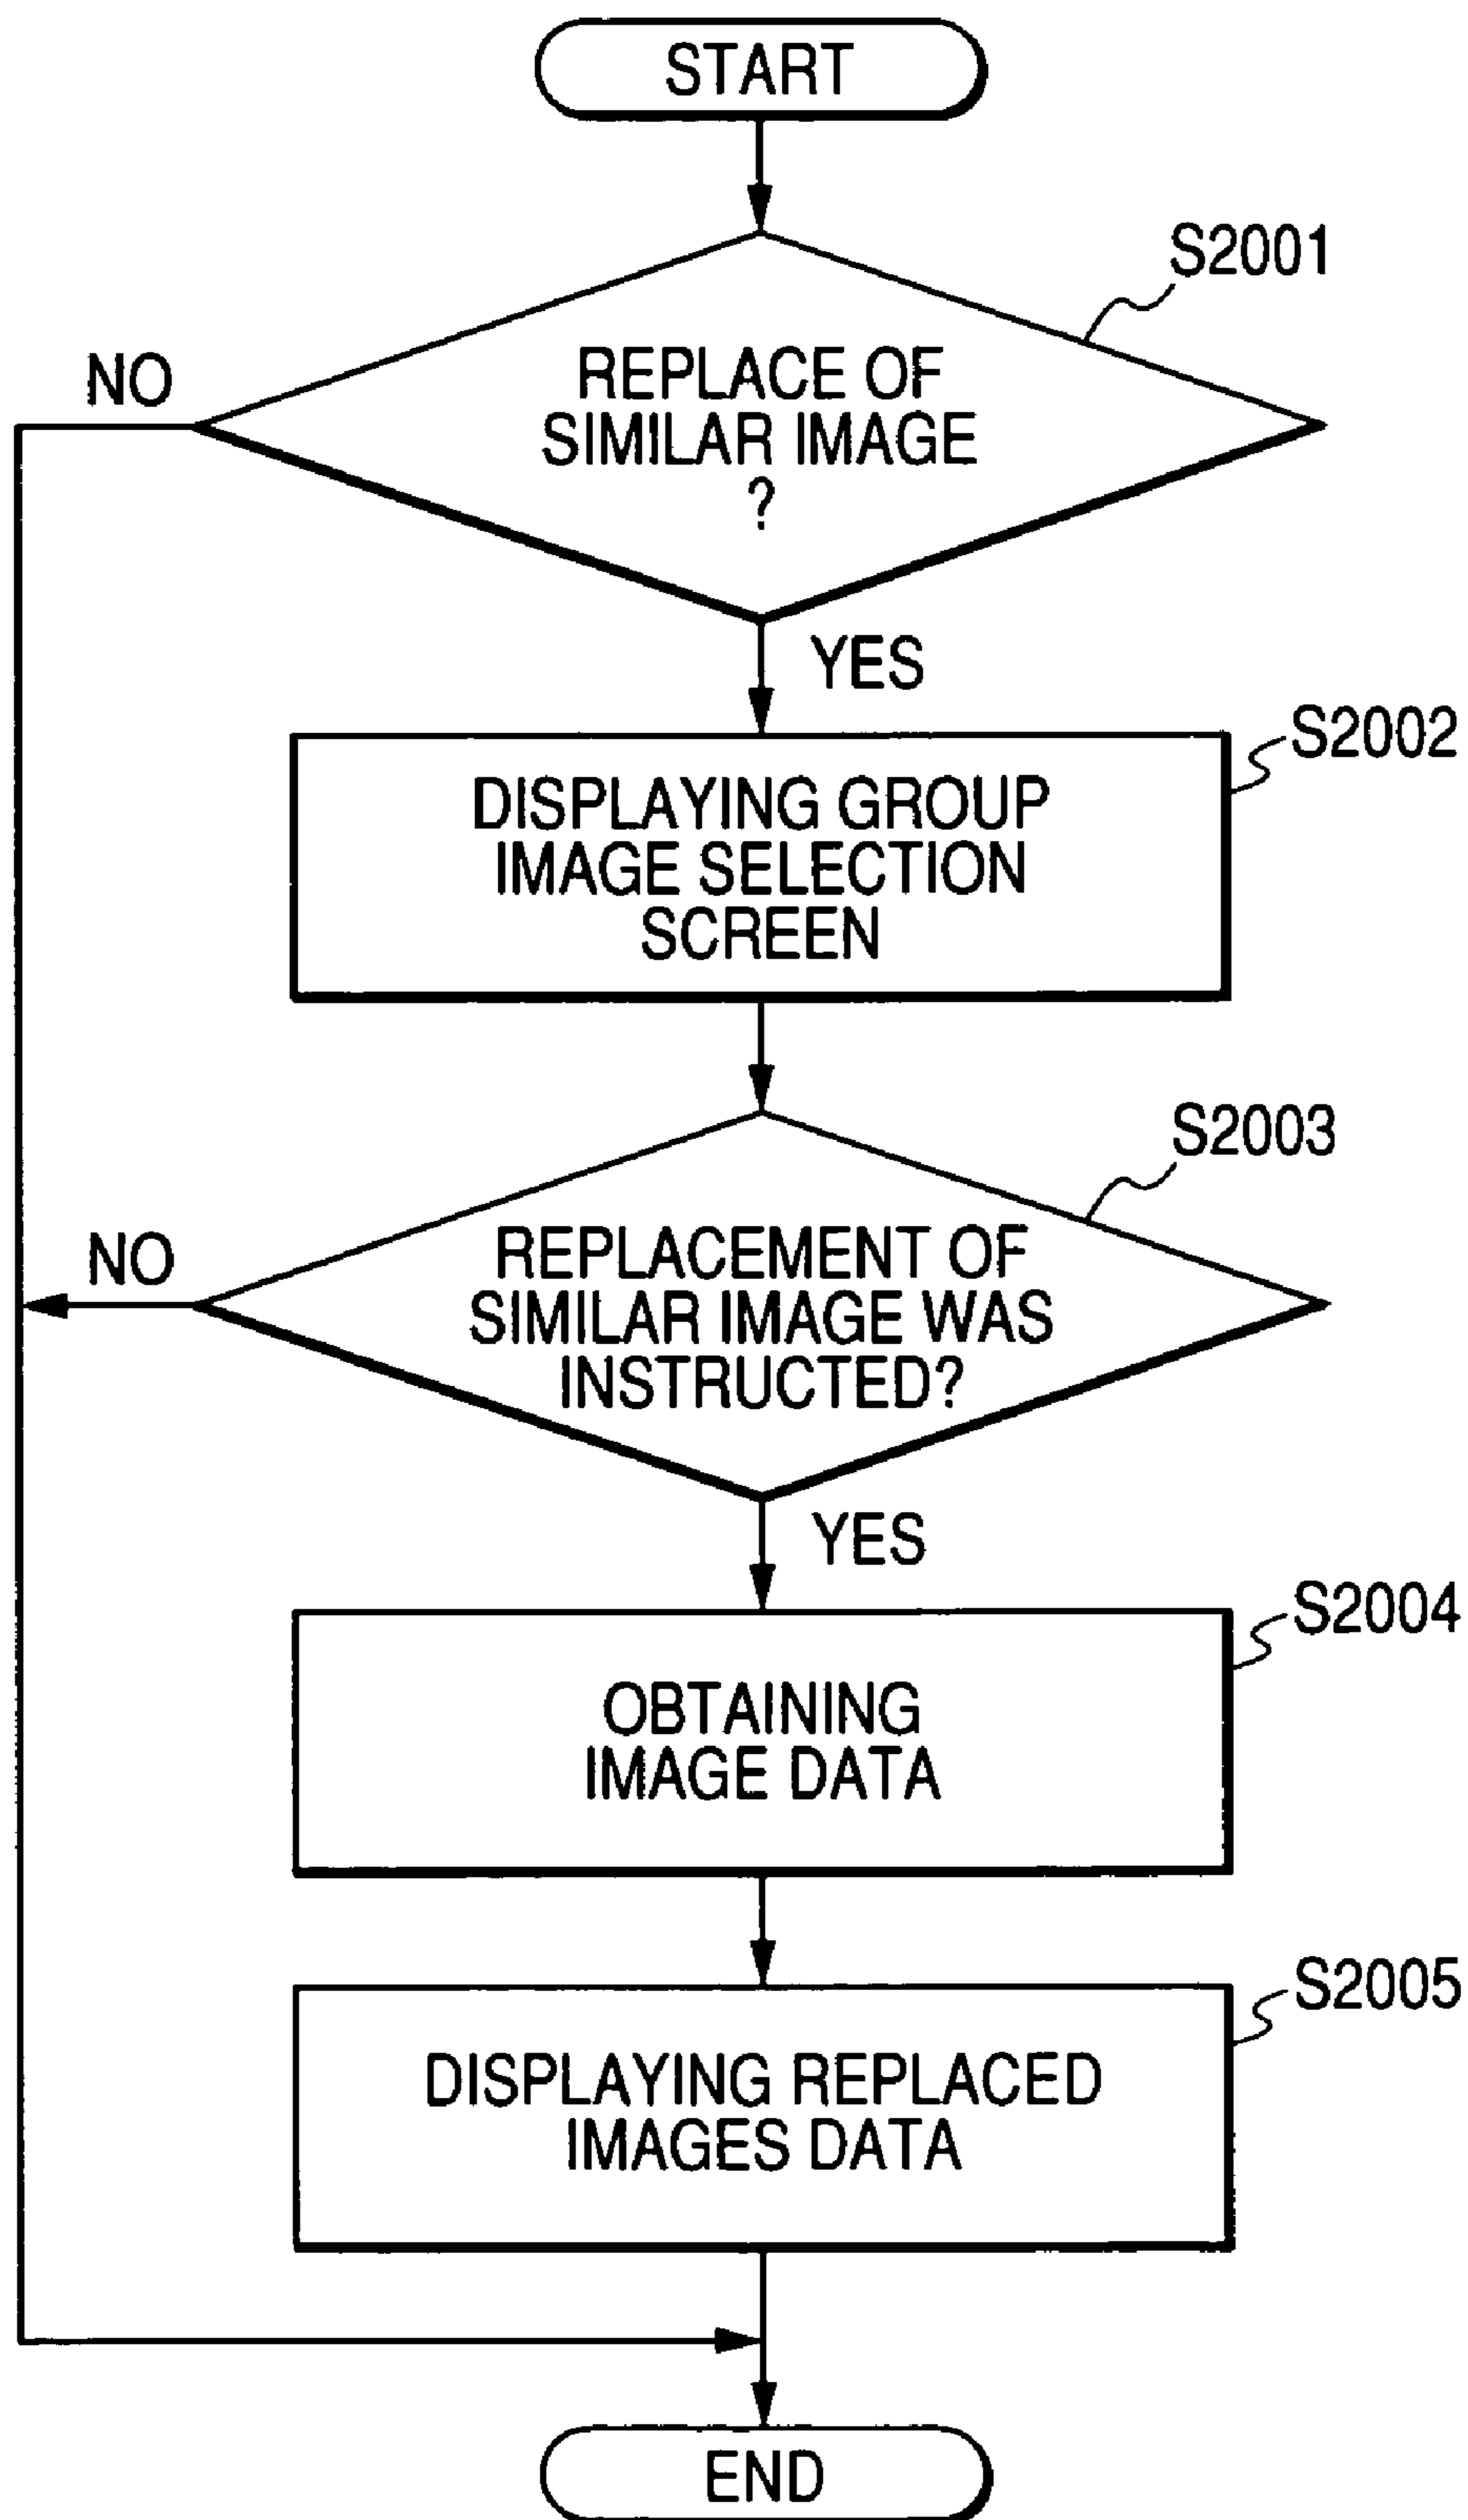 START
S2001
NO
REPLACE OF
SIMILAR IMAGE
?
YES
S2002
DISPLAYING GROUP
IMAGE SELECTION
SCREEN
S2003
NO
REPLACEMENT OF
SIMILAR IMAGE WAS
INSTRUCTED?
YES
S2004
OBTAINING
IMAGE DATA
S2005
DISPLAYING REPLACED
IMAGES DATA
END